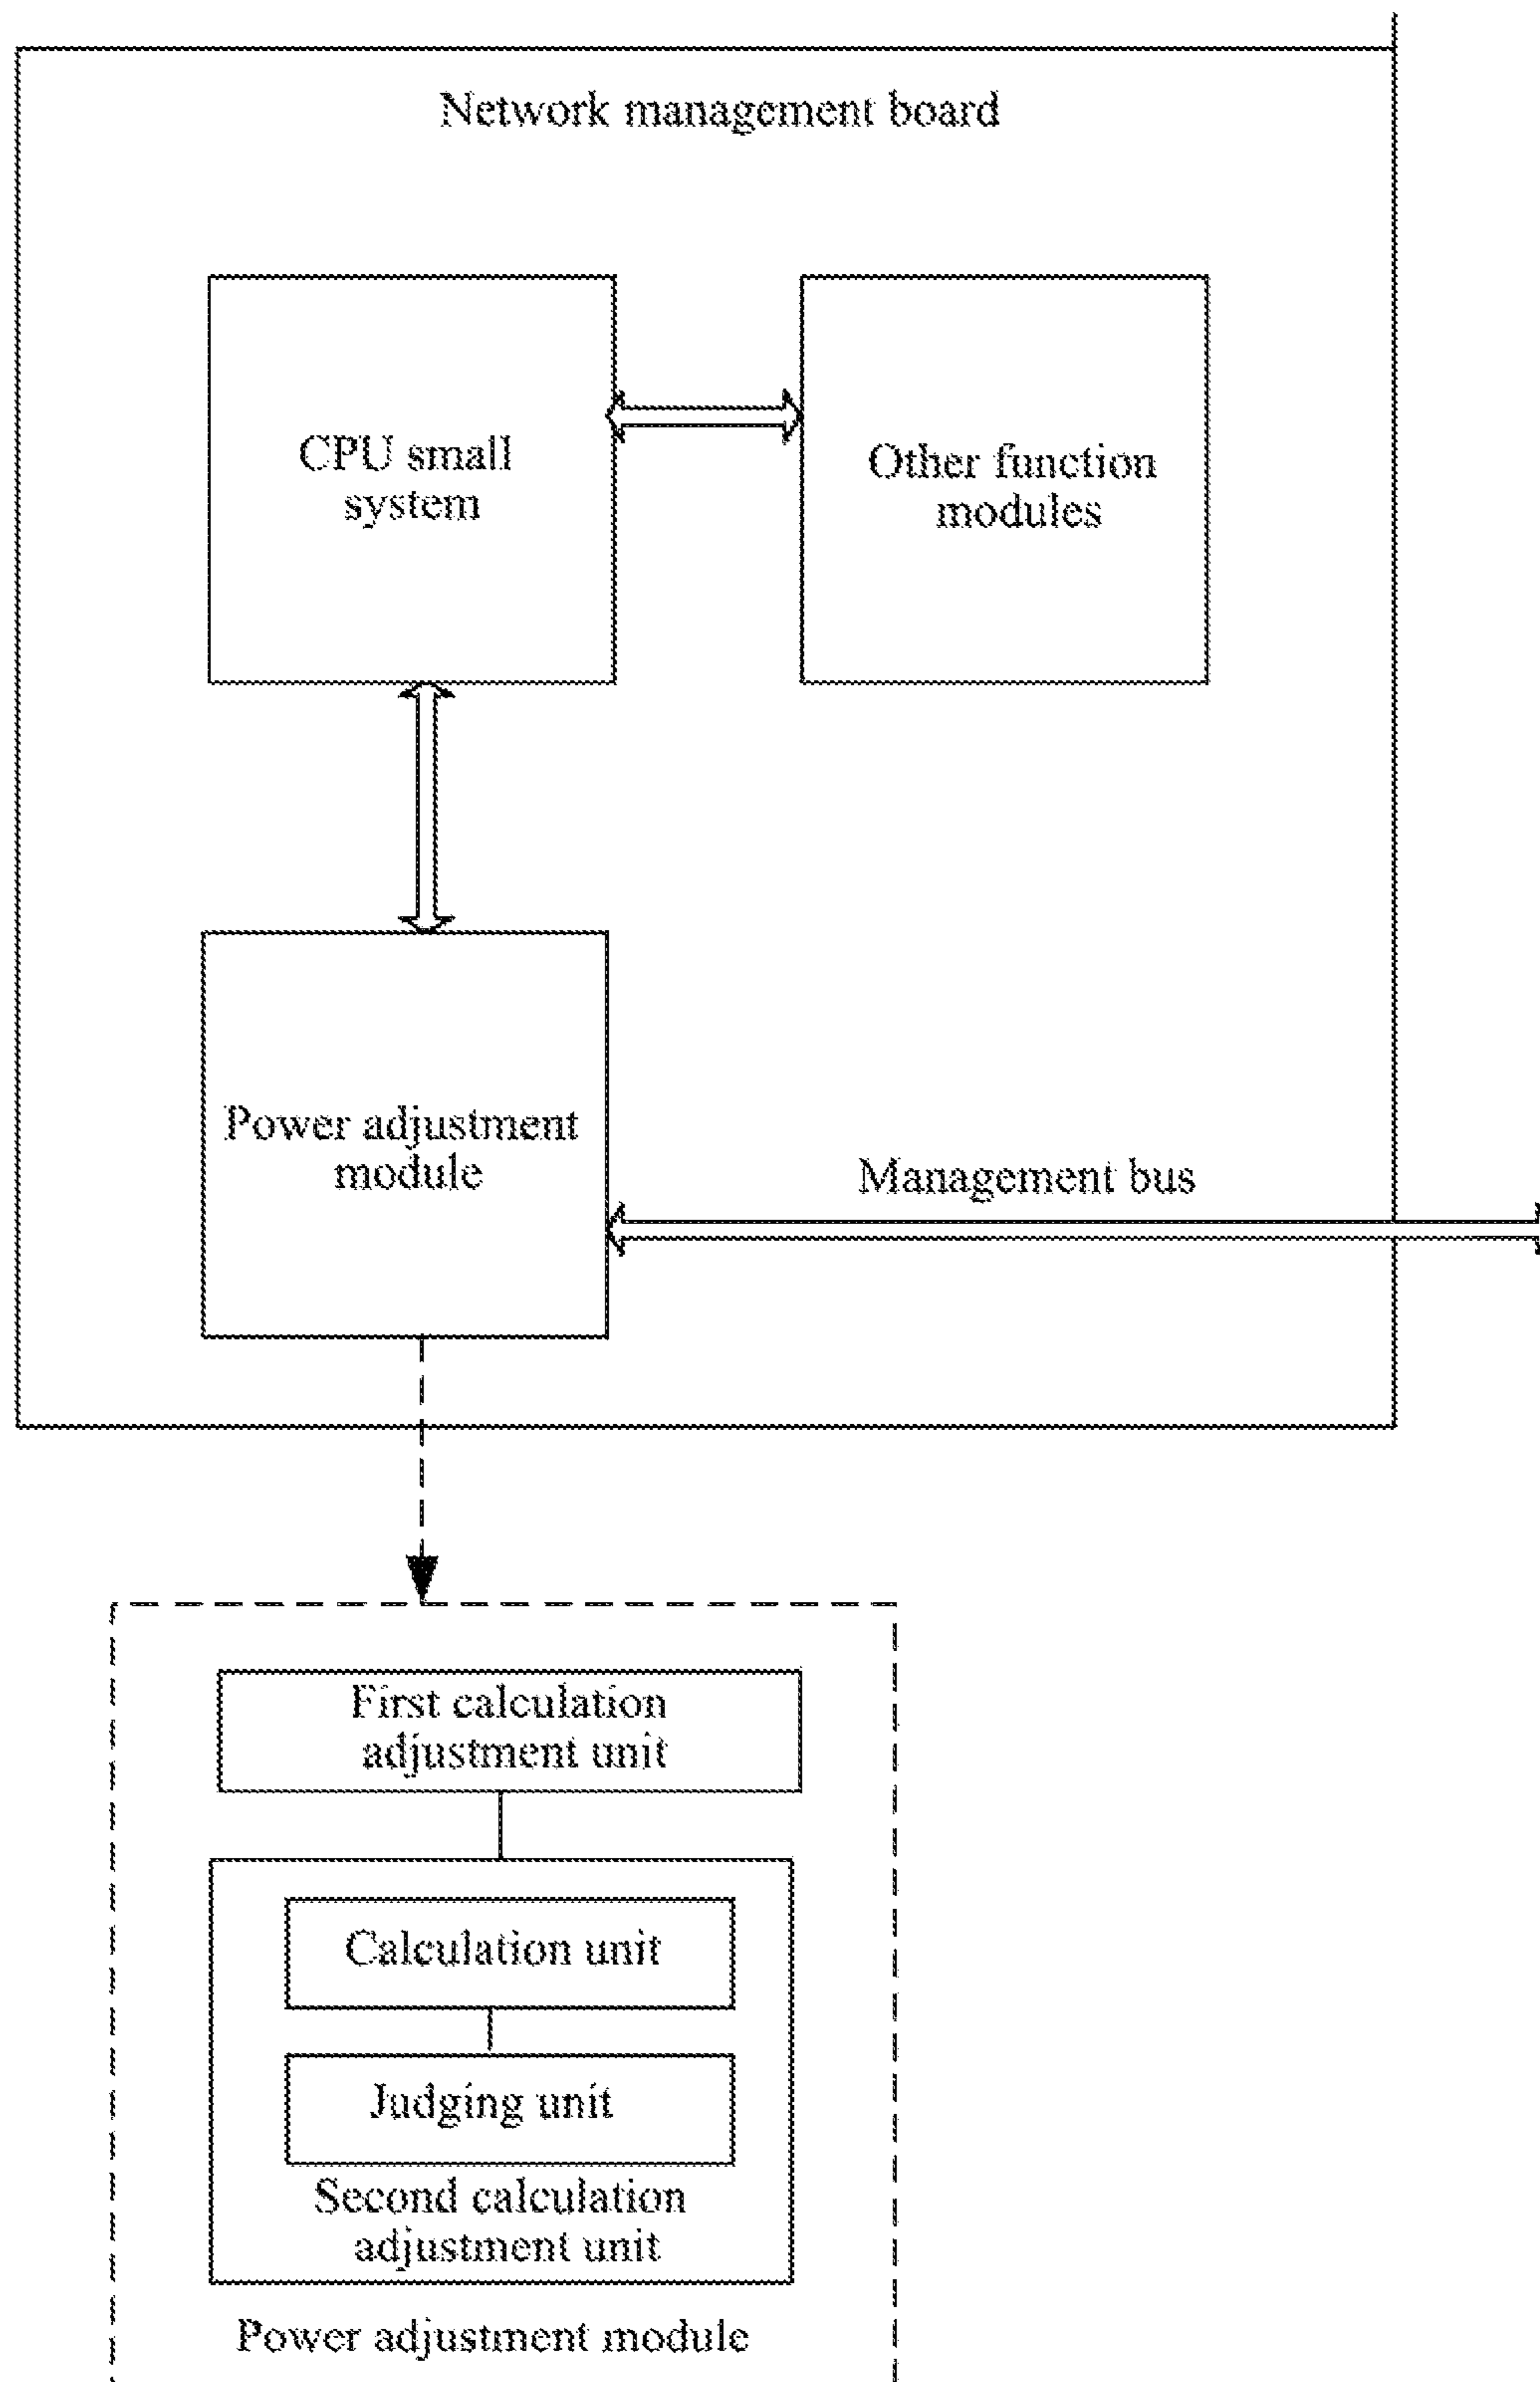 Network management board
CPU small
system
Other function
modules
Power adjustment
module
Management bus
First calculation
adjustment unit
Calculation unit
Judging unit
Second calculation
adjustment unit
Power adjustment module